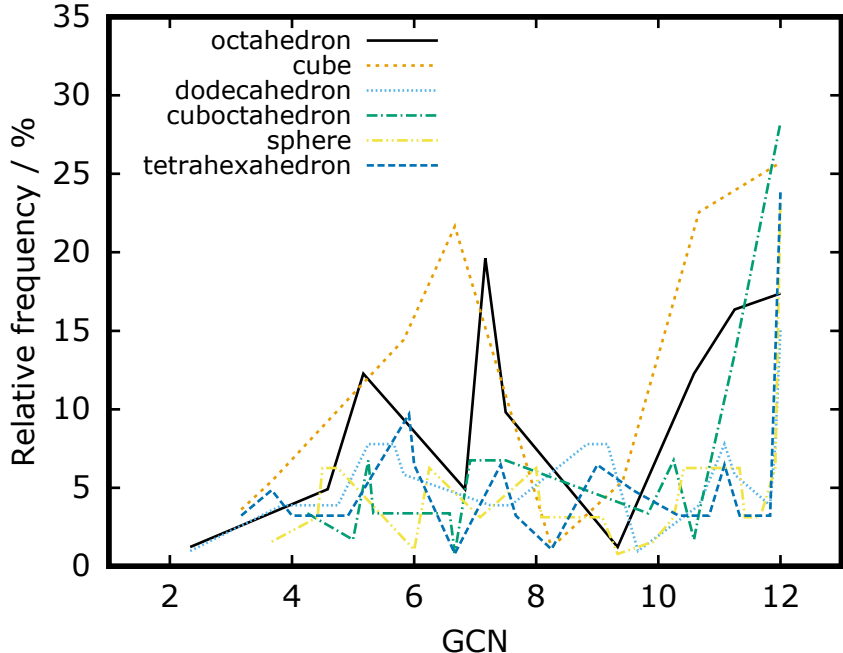 35
30
25
20
15
10
5
0
Relative frequency / %
octahedron
cube
dodecahedron
cuboctahedron
sphere
tetrahexahedron
2 4 6 8 10 12
GCN